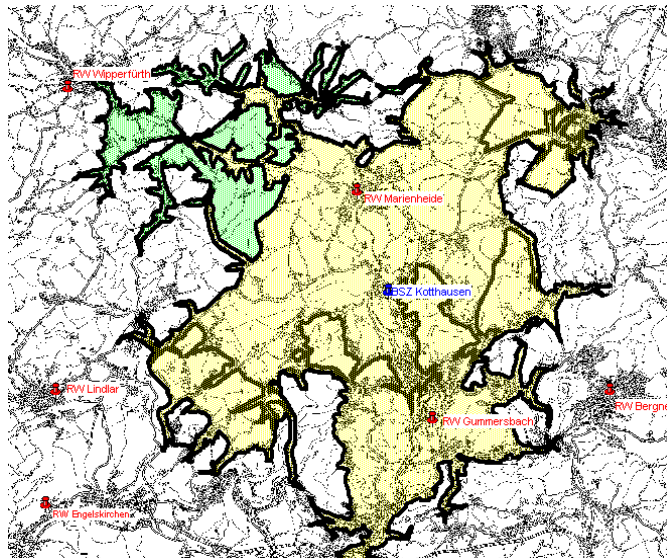 RW Wipperfürth
RW Marienheide
BSZ Kotthausen
RW Lindlar
RW Bergne
RW Gummersbach
RW Engelskirchen